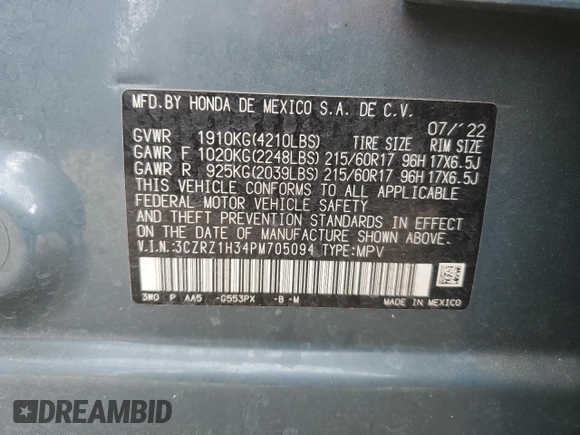 MFD.BY HONDA DE MEXICO S.A. DE C.V.
07/'22
GVWR 1910KG(4210LBS) TIRE SIZE RIM SIZE
GAWR F 1020KG(2248LBS) 215/60R17 96H 17X6.5J
GAWR R 925KG(2039LBS) 215/60R17 96H 17X6.5J
THIS VEHICLE CONFORMS TO ALL APPLICABLE
FEDERAL MOTOR VEHICLE SAFETY
AND THEFT PREVENTION STANDARDS IN EFFECT
ON THE DATE OF MANUFACTURE SHOWN ABOVE.
V.I.N.:3CZRZ1H34PM705094 TYPE:MPV
3W0 P AA5 -G553PX -B-M MADE IN MEXICO
DREAMBID